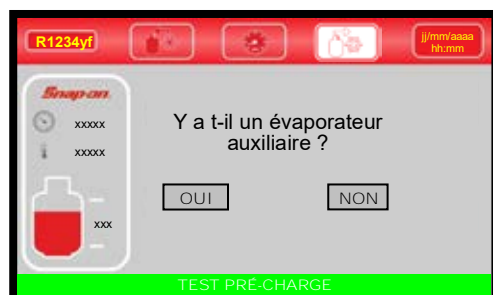 R1234yf
jj/mm/aaaa
hh:mm
Snap-on
xxxxx
xxxxx
xxx
Y a t-il un évaporateur
auxiliaire ?
OUI
NON
TEST PRÉ-CHARGE